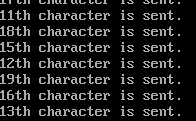 17th character is sent.
11th character is sent.
18th character is sent.
15th character is sent.
12th character is sent.
19th character is sent.
16th character is sent.
13th character is sent.